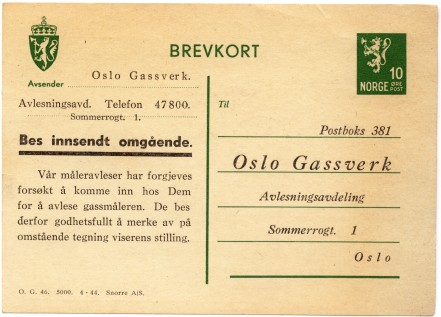 BREVKORT
Avsender
Oslo Gassverk.
Avlesningsavd. Telefon 47800.
Sommerrogt. 1.
Bes innsendt omgående.
Vår måleravleser har forgjeves
forsøkt å komme inn hos Dem
for å avlese gassmåleren. De bes
derfor godhetsfullt å merke av på
omstående tegning viserens stilling.
O. G. 46. 5000. 4-44. Snorre A/S.
10
NORGE ØRE
POST
Til
Postboks 381
Oslo Gassverk
Avlesningsavdeling
Sommerrogt. 1
Oslo